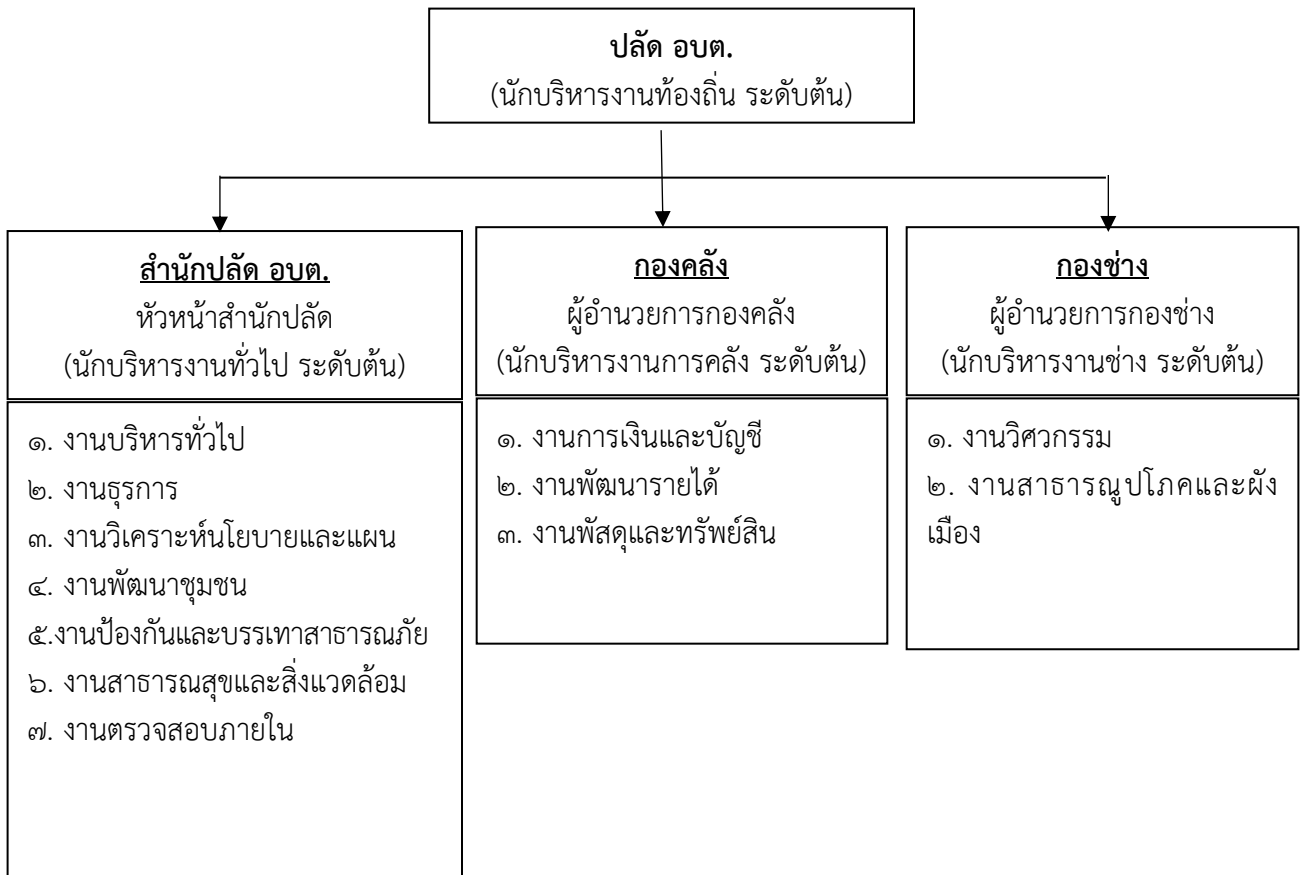 ปลัด อบต.
(นักบริหารงานท้องถิ่น ระดับต้น)
สำนักปลัด อบต.
หัวหน้าสำนักปลัด
(นักบริหารงานทั่วไป ระดับต้น)
๑. งานบริหารทั่วไป
๒. งานธุรการ
๓. งานวิเคราะห์นโยบายและแผน
๔. งานพัฒนาชุมชน
๕.งานป้องกันและบรรเทาสาธารณภัย
๖. งานสาธารณสุขและสิ่งแวดล้อม
๗. งานตรวจสอบภายใน
กองคลัง
ผู้อำนวยการกองคลัง
(นักบริหารงานการคลัง ระดับต้น)
๑. งานการเงินและบัญชี
๒. งานพัฒนารายได้
๓. งานพัสดุและทรัพย์สิน
กองช่าง
ผู้อำนวยการกองช่าง
(นักบริหารงานช่าง ระดับต้น)
๑. งานวิศวกรรม
๒. งานสาธารณูปโภคและผัง
เมือง